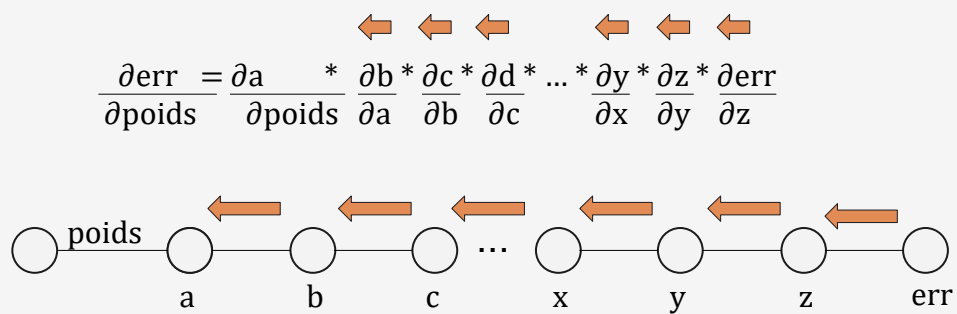 ∂err = ∂a * ∂b * ∂c * ∂d * ... * ∂y * ∂z * ∂err
∂poids ∂poids ∂a ∂b ∂c ∂x ∂y ∂z
poids
...
a b c x y z err